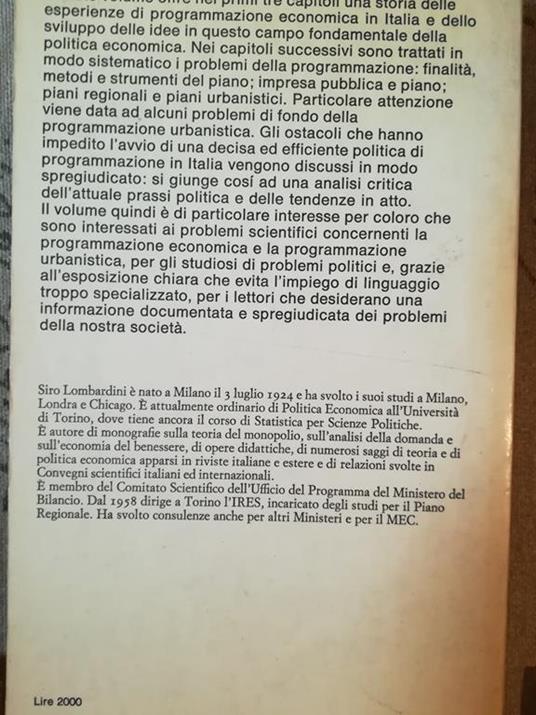 volume offre nei primi tre capitoli una storia delle
esperienze di programmazione economica in Italia e dello
sviluppo delle idee in questo campo fondamentale della
politica economica. Nei capitoli successivi sono trattati in
modo sistematico i problemi della programmazione: finalità,
metodi e strumenti del piano; impresa pubblica e piano;
piani regionali e piani urbanistici. Particolare attenzione
viene data ad alcuni problemi di fondo della
programmazione urbanistica. Gli ostacoli che hanno
impedito l'avvio di una decisa ed efficiente politica di
programmazione in Italia vengono discussi in modo
spregiudicato: si giunge cosí ad una analisi critica
dell'attuale prassi politica e delle tendenze in atto.
Il volume quindi è di particolare interesse per coloro che
sono interessati ai problemi scientifici concernenti la
programmazione economica e la programmazione
urbanistica, per gli studiosi di problemi politici e, grazie
all'esposizione chiara che evita l'impiego di linguaggio
troppo specializzato, per i lettori che desiderano una
informazione documentata e spregiudicata dei problemi
della nostra società.
Siro Lombardini è nato a Milano il 3 luglio 1924 e ha svolto i suoi studi a Milano,
Londra e Chicago. È attualmente ordinario di Politica Economica all'Università
di Torino, dove tiene ancora il corso di Statistica per Scienze Politiche.
È autore di monografie sulla teoria del monopolio, sull'analisi della domanda e
sull'economia del benessere, di opere didattiche, di numerosi saggi di teoria e di
politica economica apparsi in riviste italiane e estere e di relazioni svolte in
Convegni scientifici italiani ed internazionali.
È membro del Comitato Scientifico dell'Ufficio del Programma del Ministero del
Bilancio. Dal 1958 dirige a Torino l'IRES, incaricato degli studi per il Piano
Regionale. Ha svolto consulenze anche per altri Ministeri e per il MEC.
Lire 2000